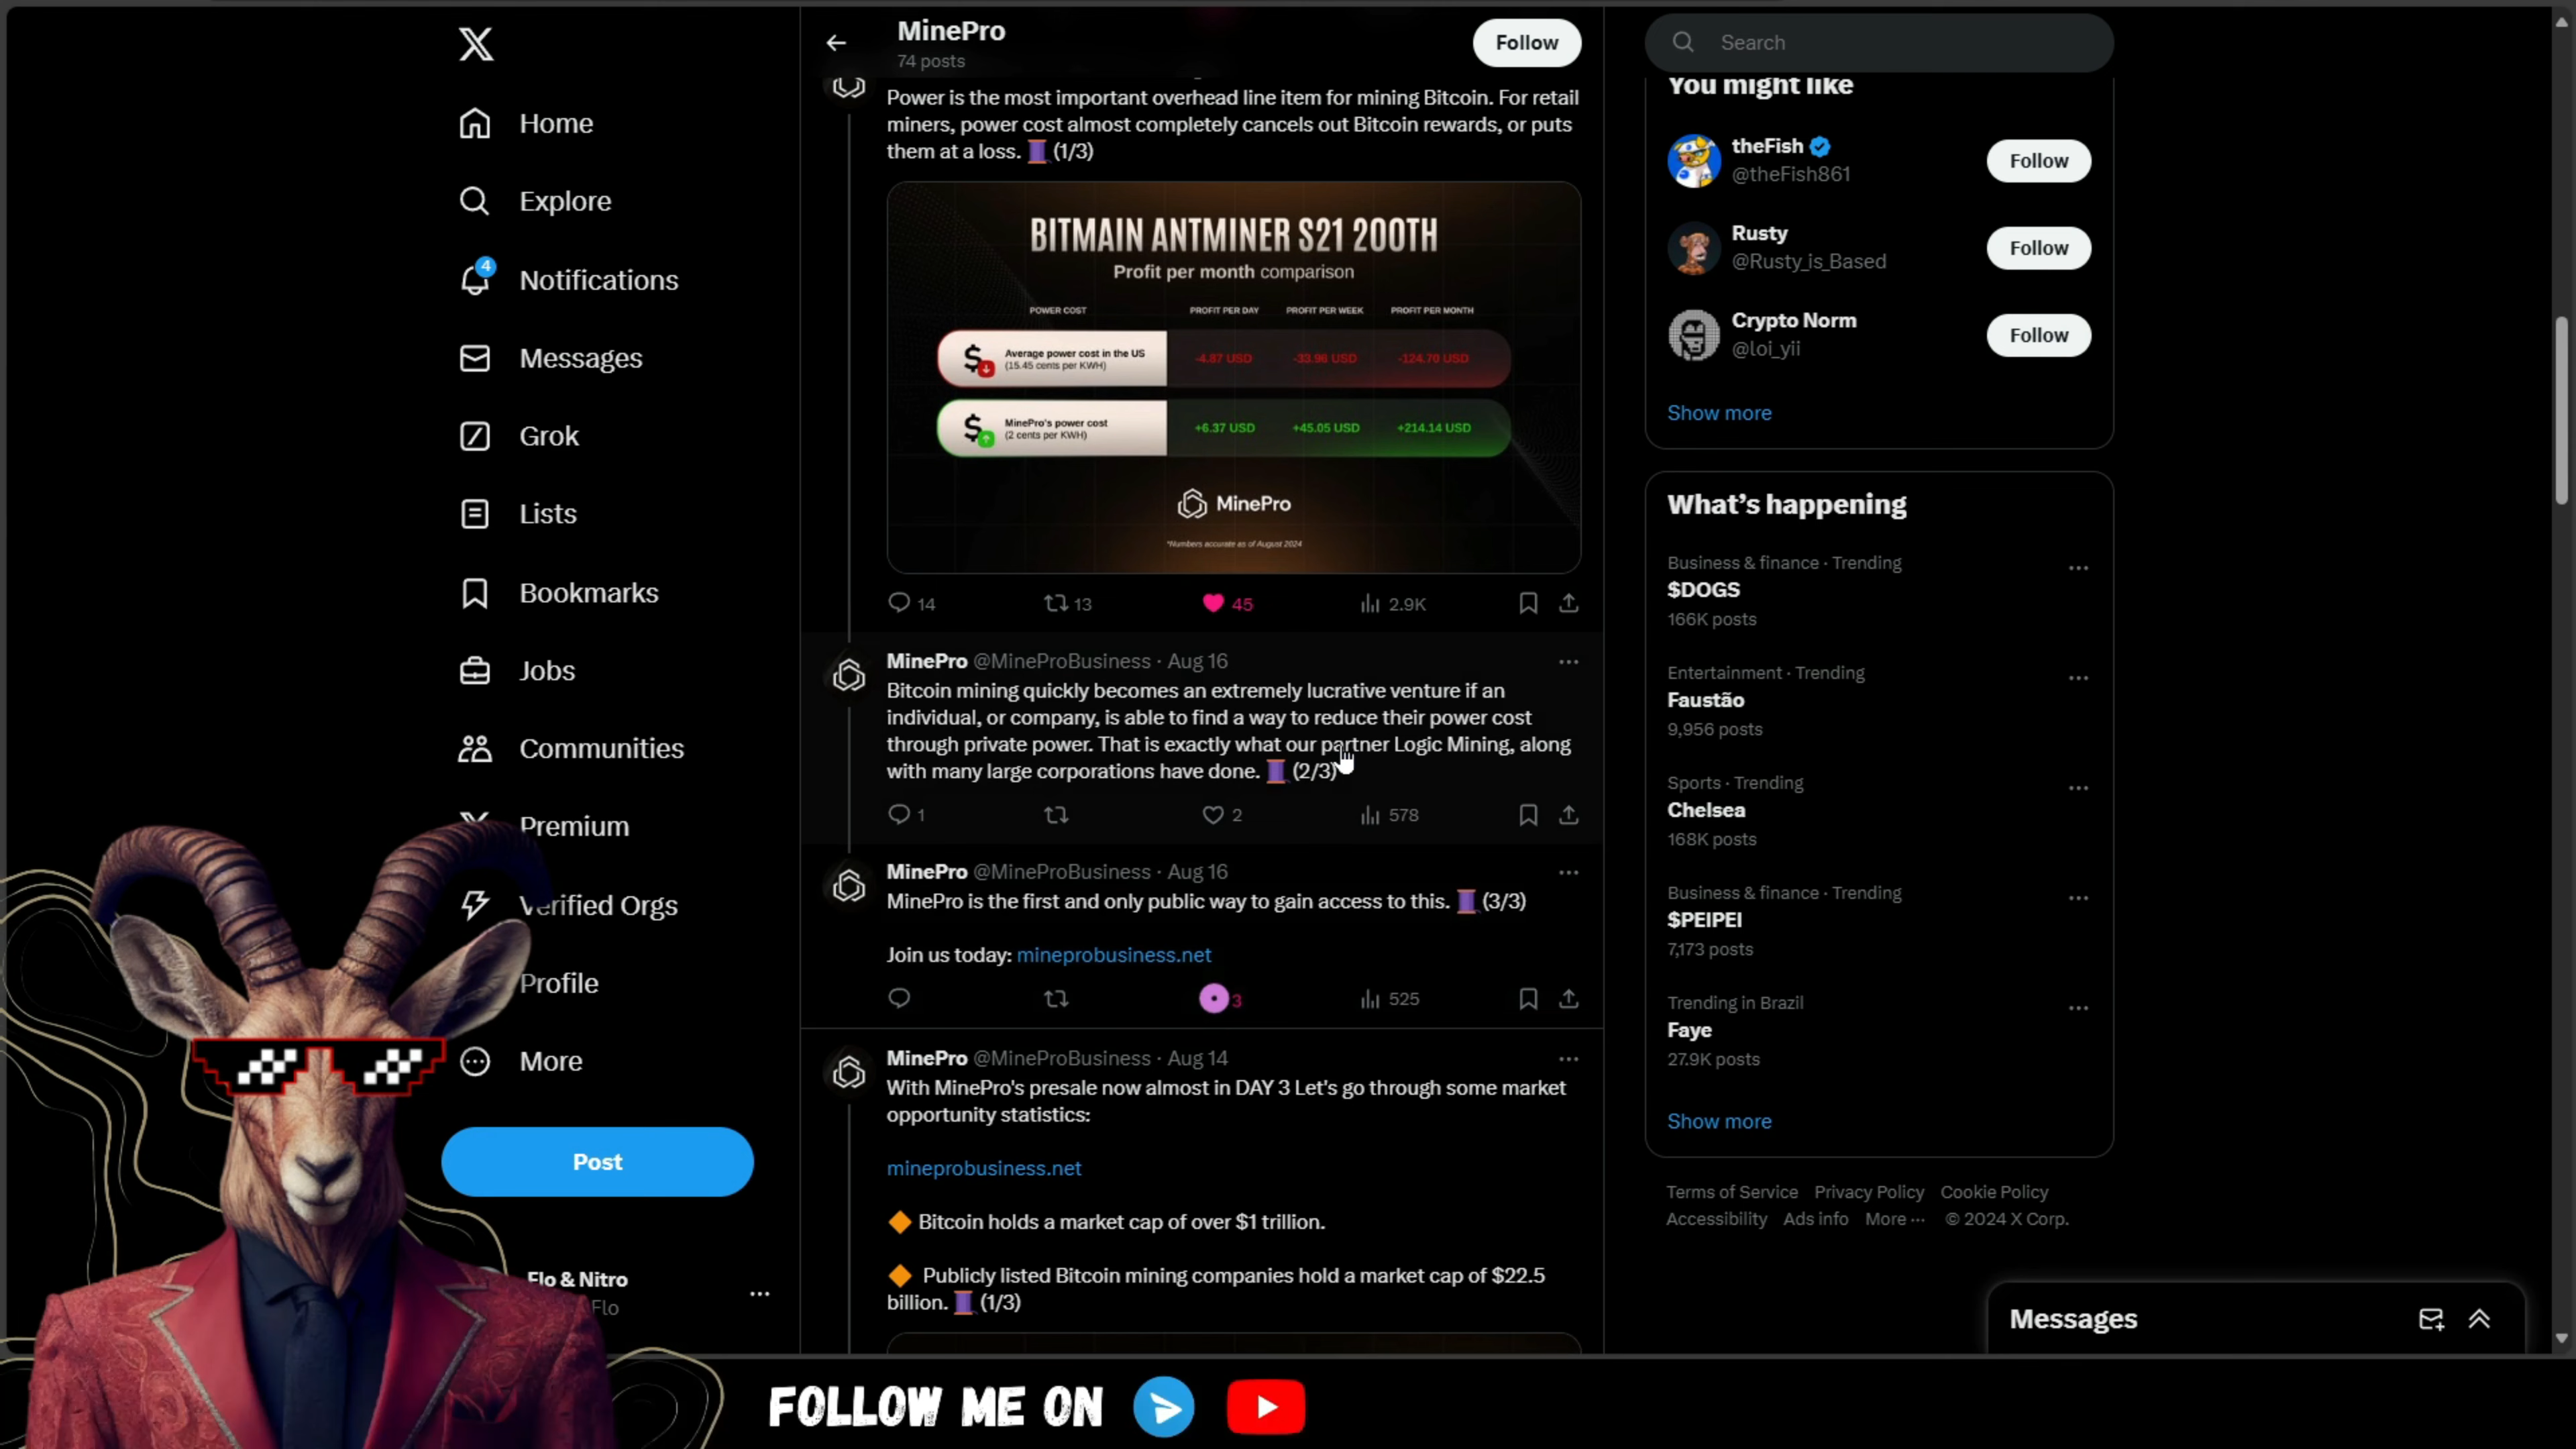 MinePro
74 posts
Follow
Search
Home
Explore
4
Notifications
Messages
Grok
Lists
Bookmarks
Jobs
Communities
Premium
Verified Orgs
Profile
More
Post
Flo & Nitro
Flo
Power is the most important overhead line item for mining Bitcoin. For retail
miners, power cost almost completely cancels out Bitcoin rewards, or puts
them at a loss. 🧵 (1/3)
BITMAIN ANTMINER S21 200TH
Profit per month comparison
POWER COST PROFIT PER DAY PROFIT PER WEEK PROFIT PER MONTH
Average power cost in the US
(15.45 cents per KWH)
-4.87 USD -33.96 USD -124.70 USD
MinePro's power cost
(2 cents per KWH)
+6.37 USD +45.05 USD +214.14 USD
MinePro
*Numbers accurate as of August 2024
14 13 45 2.9K
MinePro @MineProBusiness · Aug 16
Bitcoin mining quickly becomes an extremely lucrative venture if an
individual, or company, is able to find a way to reduce their power cost
through private power. That is exactly what our partner Logic Mining, along
with many large corporations have done. 🧵 (2/3)
1 2 578
MinePro @MineProBusiness · Aug 16
MinePro is the first and only public way to gain access to this. 🧵 (3/3)
Join us today: mineprobusiness.net
3 525
MinePro @MineProBusiness · Aug 14
With MinePro's presale now almost in DAY 3 Let's go through some market
opportunity statistics:
mineprobusiness.net
🔶 Bitcoin holds a market cap of over $1 trillion.
🔶 Publicly listed Bitcoin mining companies hold a market cap of $22.5
billion. 🧵 (1/3)
You might like
theFish
@theFish861
Follow
Rusty
@Rusty_is_Based
Follow
Crypto Norm
@loi_yii
Follow
Show more
What's happening
Business & finance · Trending
$DOGS
166K posts
Entertainment · Trending
Faustão
9,956 posts
Sports · Trending
Chelsea
168K posts
Business & finance · Trending
$PEIPEI
7,173 posts
Trending in Brazil
Faye
27.9K posts
Show more
Terms of Service Privacy Policy Cookie Policy
Accessibility Ads info More ··· © 2024 X Corp.
Messages
FOLLOW ME ON